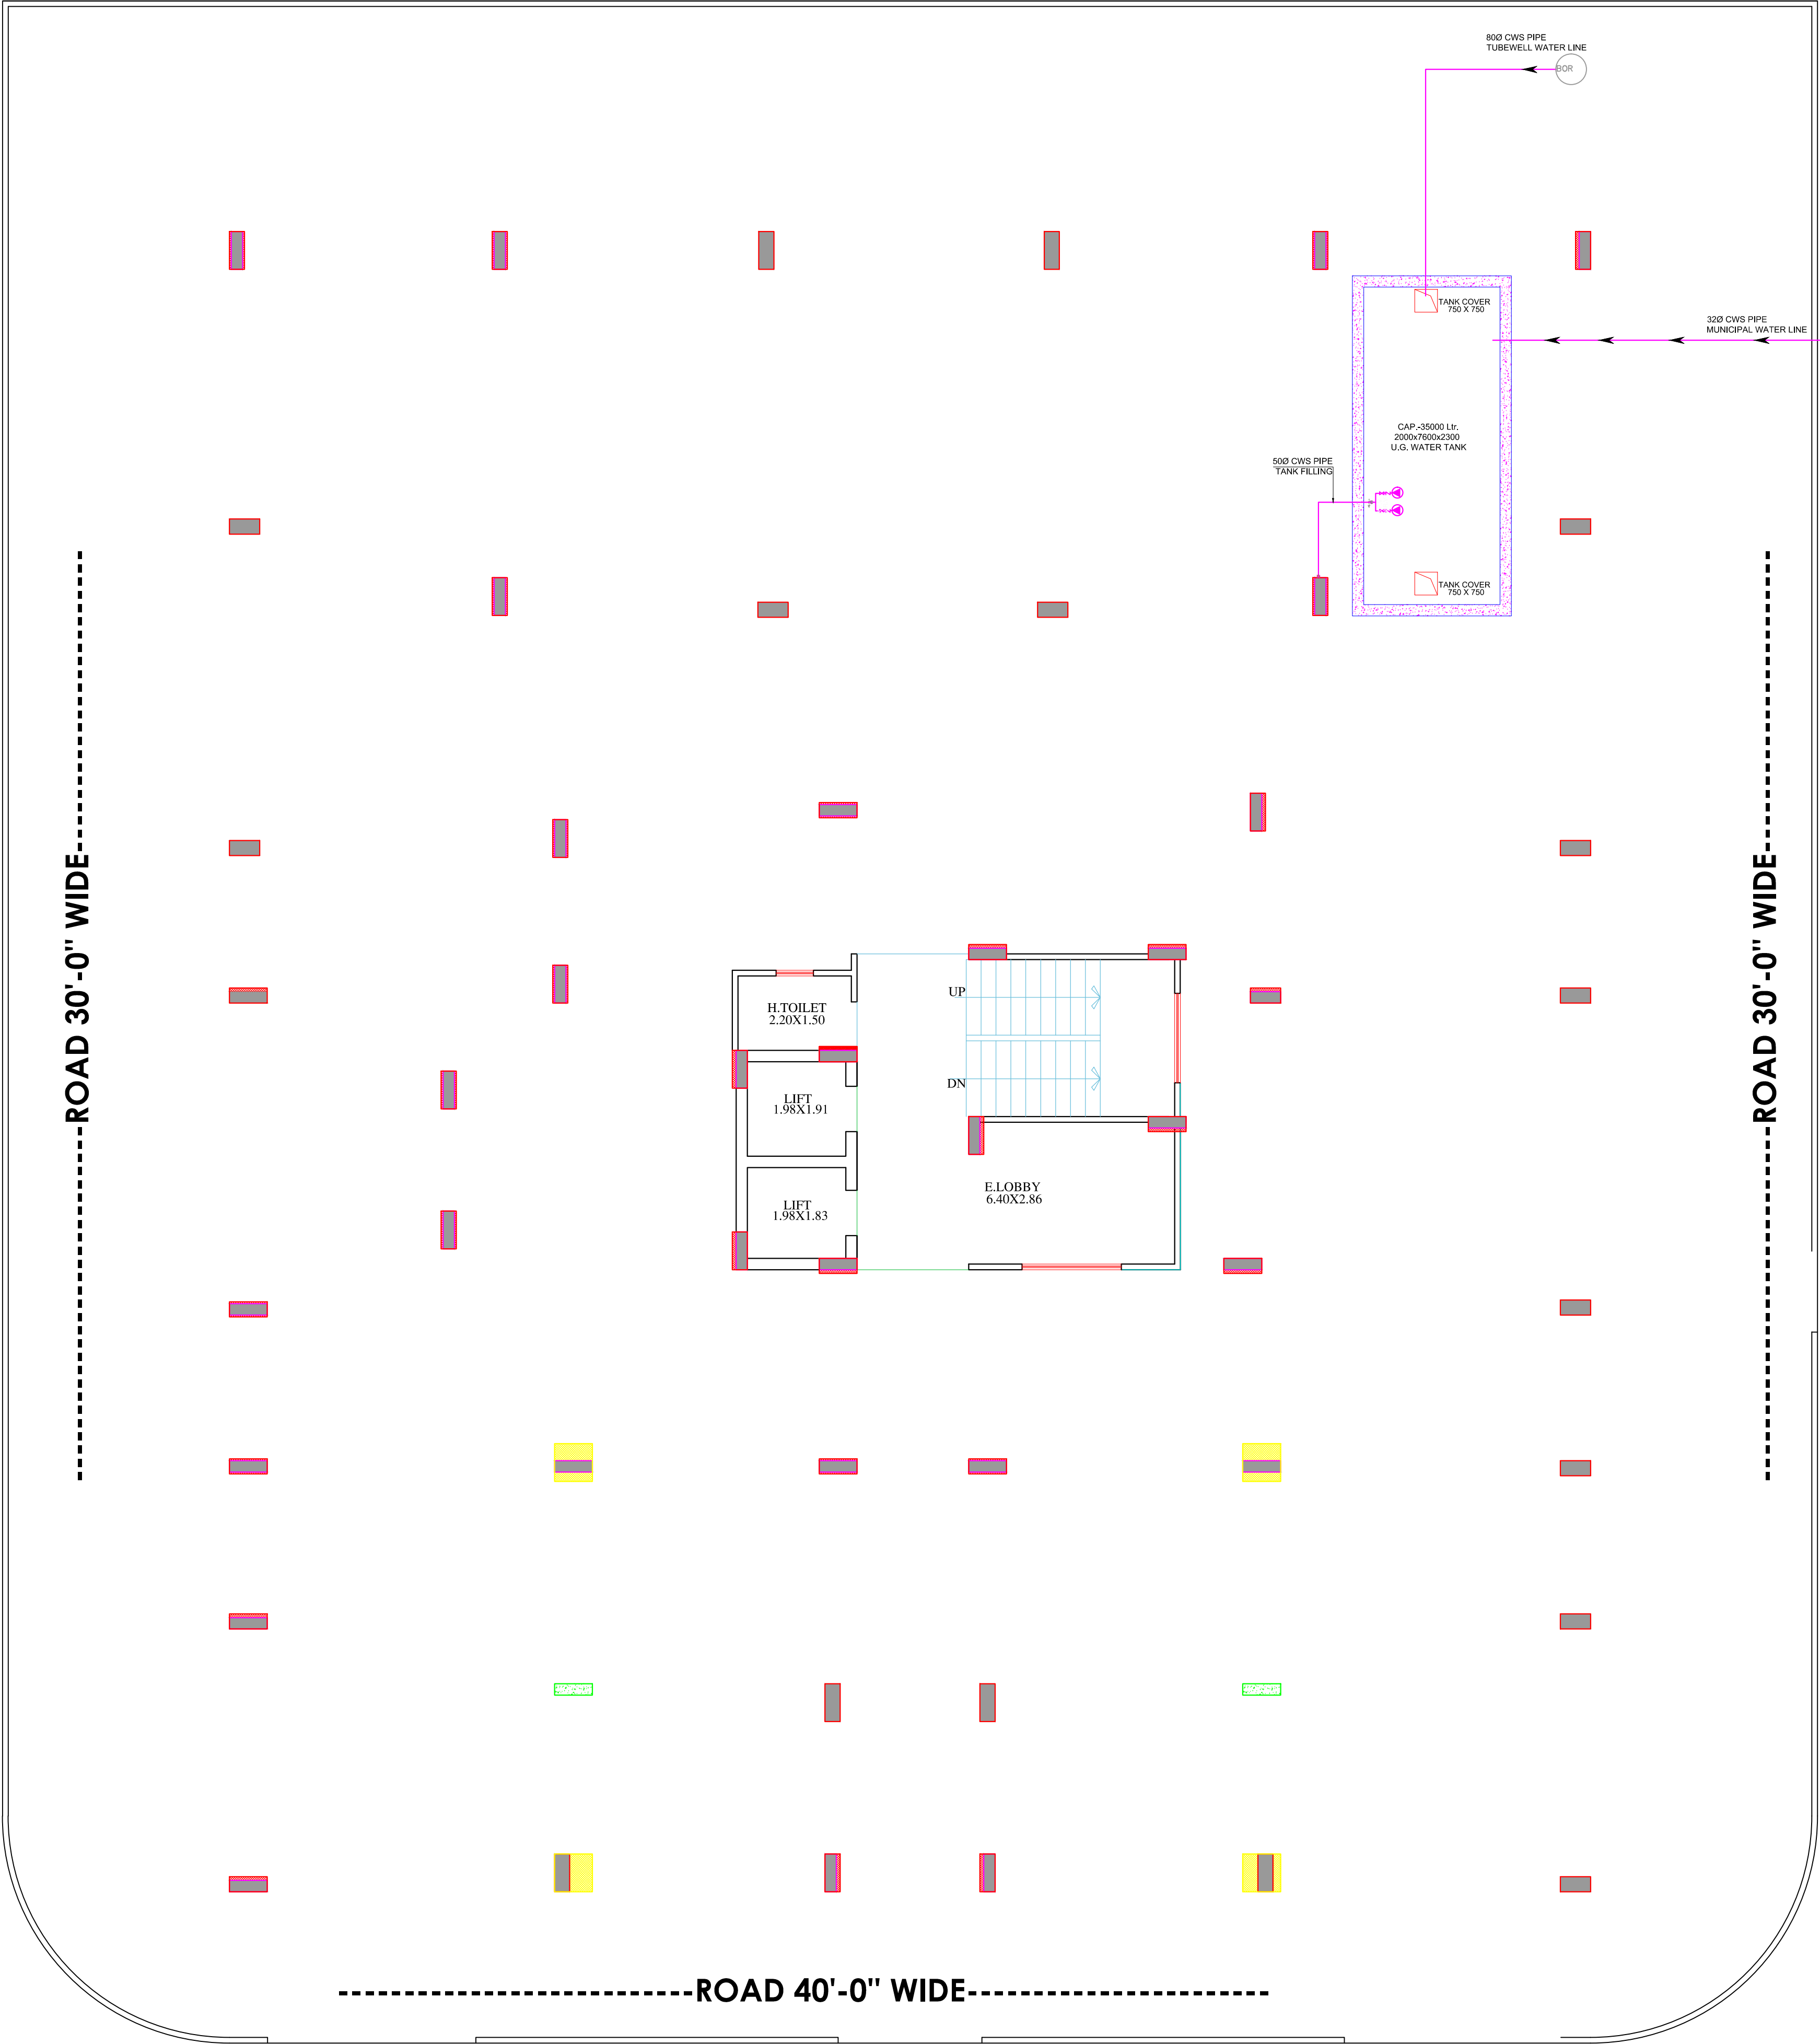 80Ø CWS PIPE
TUBEWELL WATER LINE
BOR
TANK COVER
750 X 750
32Ø CWS PIPE
MUNICIPAL WATER LINE
CAP.-35000 Ltr.
2000x7600x2300
U.G. WATER TANK
50Ø CWS PIPE
TANK FILLING
TANK COVER
750 X 750
ROAD 30'-0" WIDE
ROAD 30'-0" WIDE
UP
H.TOILET
2.20X1.50
DN
LIFT
1.98X1.91
E.LOBBY
6.40X2.86
LIFT
1.98X1.83
ROAD 40'-0" WIDE